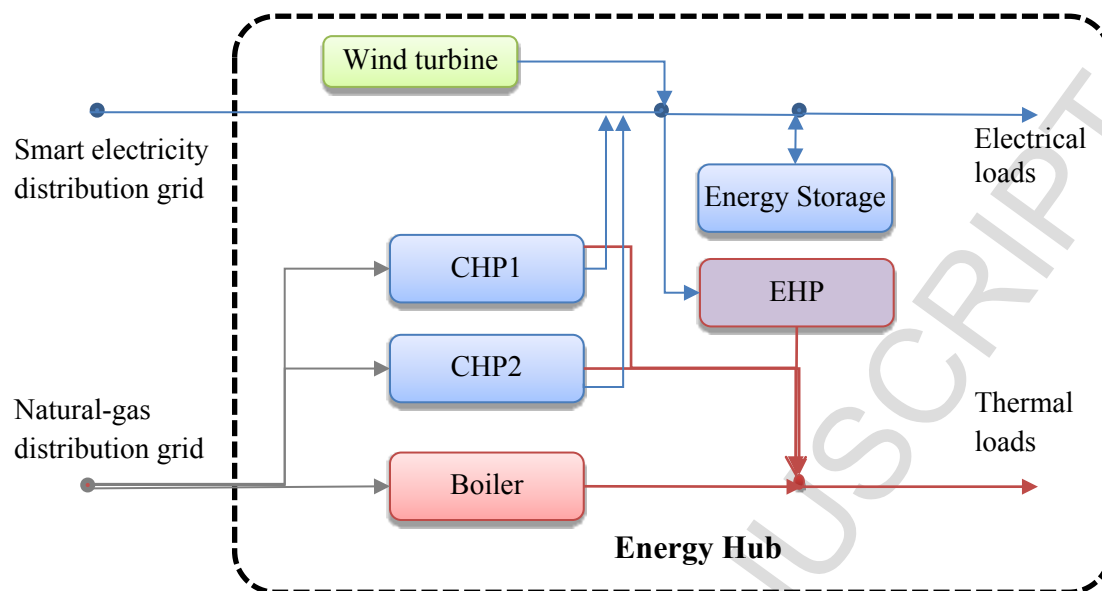 Wind turbine
Smart electricity
distribution grid
Electrical
loads
Energy Storage
CHP1
EHP
CHP2
Natural-gas
distribution grid
Thermal
loads
Boiler
Energy Hub
USCRIPT